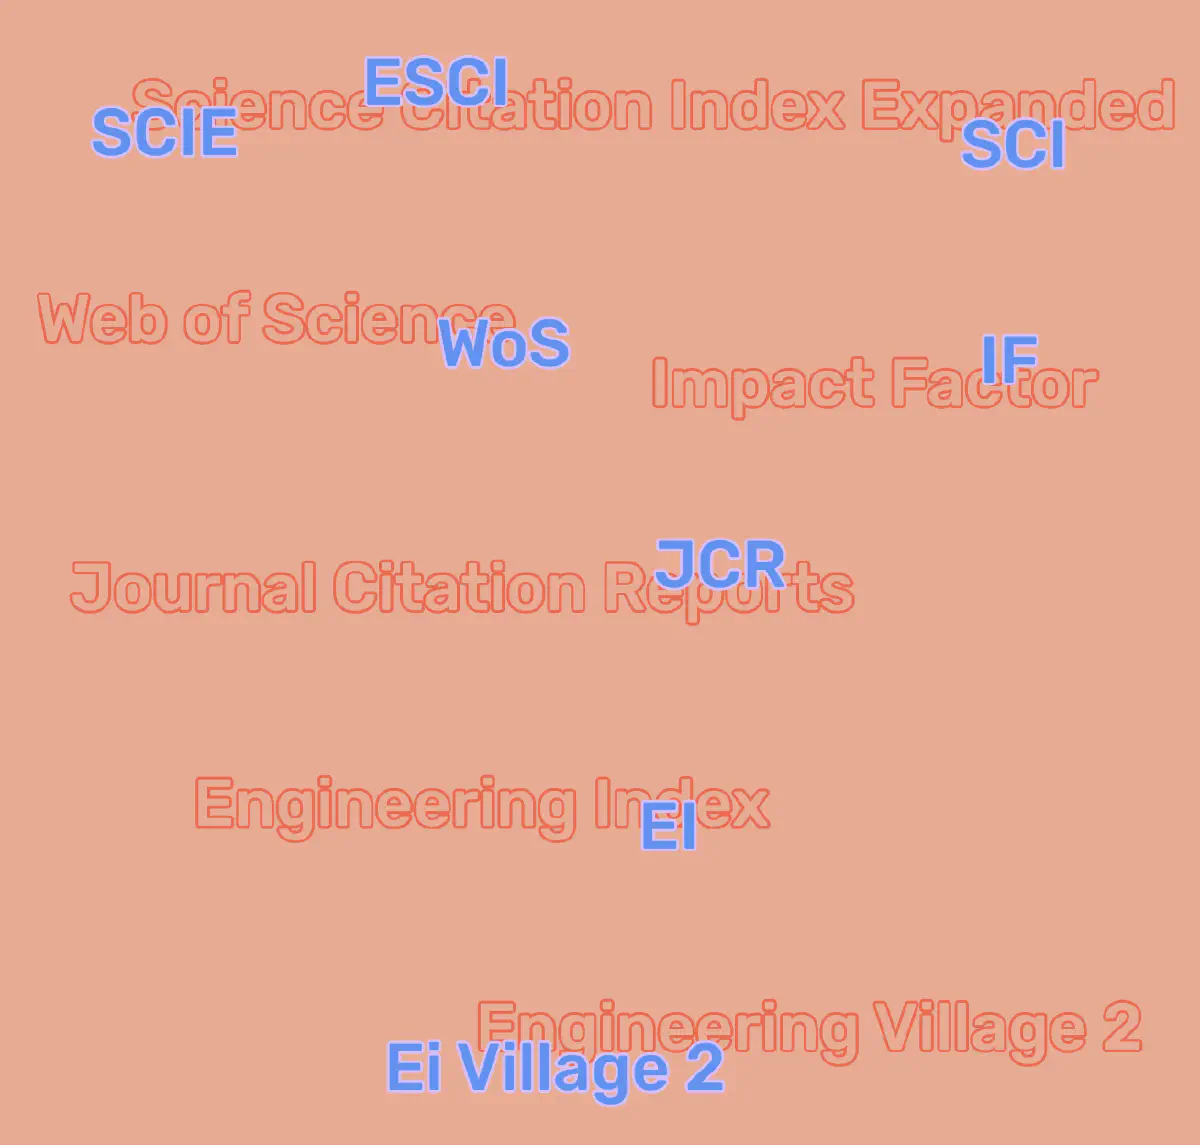 ESCI
Science Citation Index Expanded
SCIE
SCI
Web of Science
WoS
IF
Impact Factor
JCR
Journal Citation Reports
Engineering Index
EI
Engineering Village 2
Ei Village 2